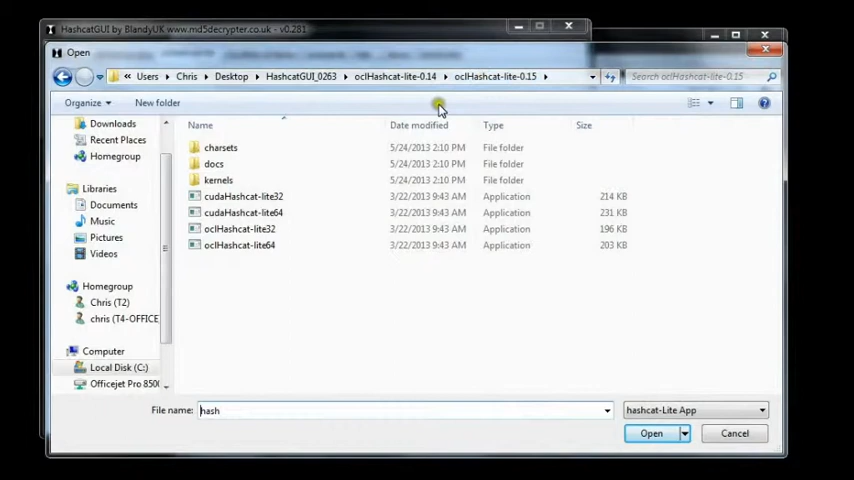 HashcatGUI by BlandyUK www.md5decrypter.co.uk - v0.281
Open
« Users Chris Desktop HashcatGUI_0263 oclHashcat-lite-0.14 oclHashcat-lite-0.15 Search oclHashcat-lite-0.15
Organize New folder
Name Date modified Type Size
Downloads
Recent Places
Homegroup
Libraries
Documents
Music
Pictures
Videos
Homegroup
Chris (T2)
chris (T4-OFFICE
Computer
Local Disk (C:)
Officejet Pro 8500
charsets 5/24/2013 2:10 PM File folder
docs 5/24/2013 2:10 PM File folder
kernels 5/24/2013 2:10 PM File folder
cudaHashcat-lite32 3/22/2013 9:43 AM Application 214 KB
cudaHashcat-lite64 3/22/2013 9:43 AM Application 231 KB
oclHashcat-lite32 3/22/2013 9:43 AM Application 196 KB
oclHashcat-lite64 3/22/2013 9:43 AM Application 203 KB
File name: hash hashcat-Lite App
Open Cancel